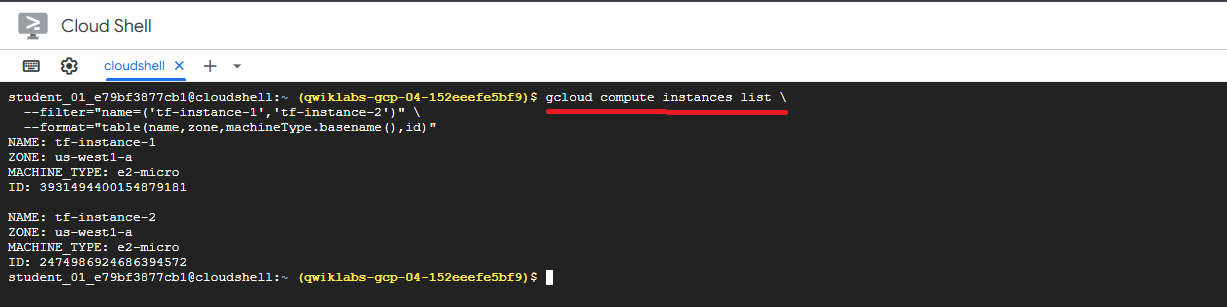 Cloud Shell
cloudshell
student_01_e79bf3877cb1@cloudshell:~ (qwiklabs-gcp-04-152eeefe5bf9)$ gcloud compute instances list \
  --filter="name=('tf-instance-1','tf-instance-2')" \
  --format="table(name,zone,machineType.basename(),id)"
NAME: tf-instance-1
ZONE: us-west1-a
MACHINE_TYPE: e2-micro
ID: 3931494400154879181
NAME: tf-instance-2
ZONE: us-west1-a
MACHINE_TYPE: e2-micro
ID: 2474986924686394572
student_01_e79bf3877cb1@cloudshell:~ (qwiklabs-gcp-04-152eeefe5bf9)$